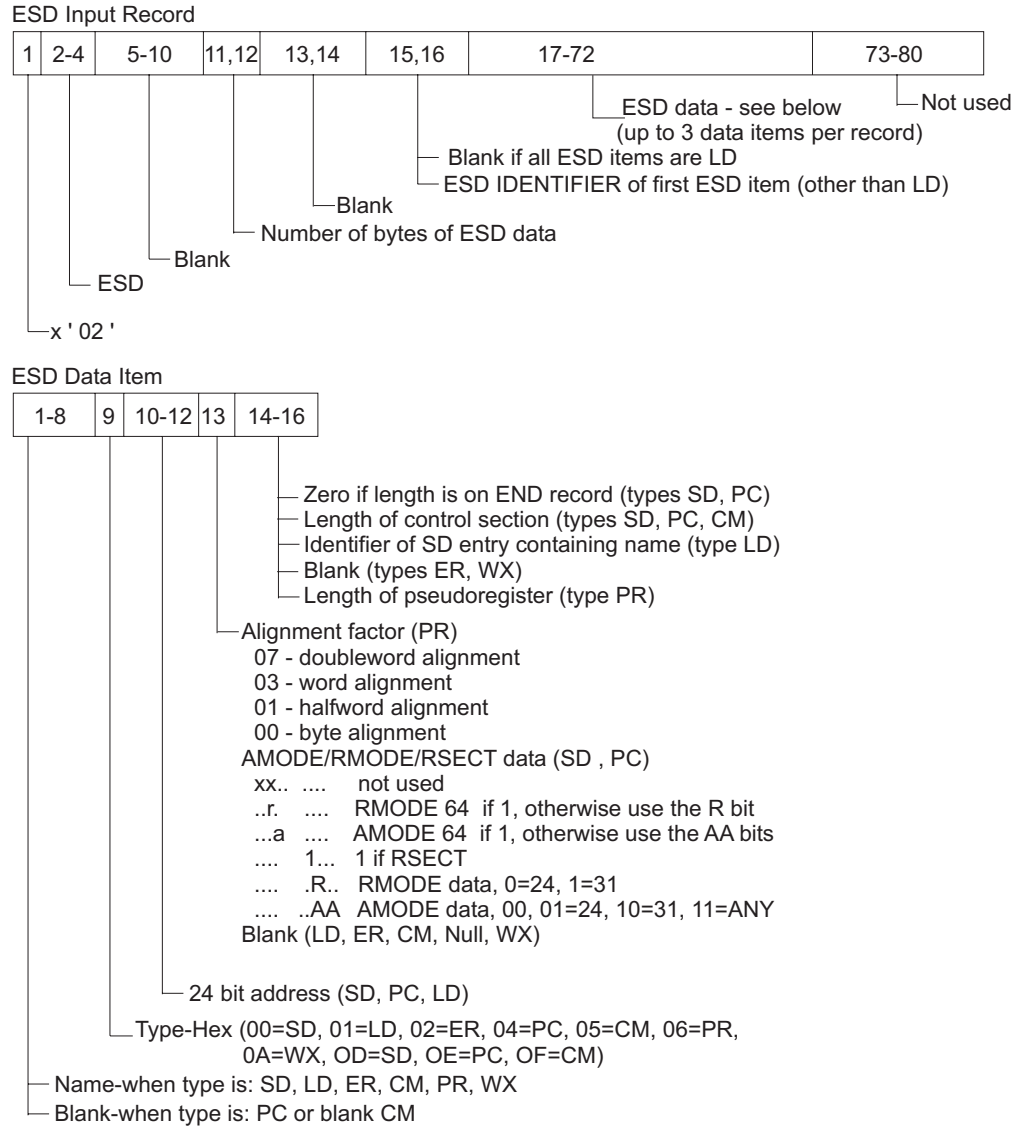 ESD Input Record
1 2-4 5-10 11,12 13,14 15,16 17-72 73-80
ESD data - see below
Not used
(up to 3 data items per record)
Blank if all ESD items are LD
ESD IDENTIFIER of first ESD item (other than LD)
Blank
Number of bytes of ESD data
Blank
ESD
x ' 02 '
ESD Data Item
1-8 9 10-12 13 14-16
Zero if length is on END record (types SD, PC)
Length of control section (types SD, PC, CM)
Identifier of SD entry containing name (type LD)
Blank (types ER, WX)
Length of pseudoregister (type PR)
Alignment factor (PR)
07 - doubleword alignment
03 - word alignment
01 - halfword alignment
00 - byte alignment
AMODE/RMODE/RSECT data (SD , PC)
xx.. .... not used
..r. .... RMODE 64 if 1, otherwise use the R bit
...a .... AMODE 64 if 1, otherwise use the AA bits
.... 1... 1 if RSECT
.... .R.. RMODE data, 0=24, 1=31
.... ..AA AMODE data, 00, 01=24, 10=31, 11=ANY
Blank (LD, ER, CM, Null, WX)
24 bit address (SD, PC, LD)
Type-Hex (00=SD, 01=LD, 02=ER, 04=PC, 05=CM, 06=PR,
0A=WX, OD=SD, OE=PC, OF=CM)
Name-when type is: SD, LD, ER, CM, PR, WX
Blank-when type is: PC or blank CM